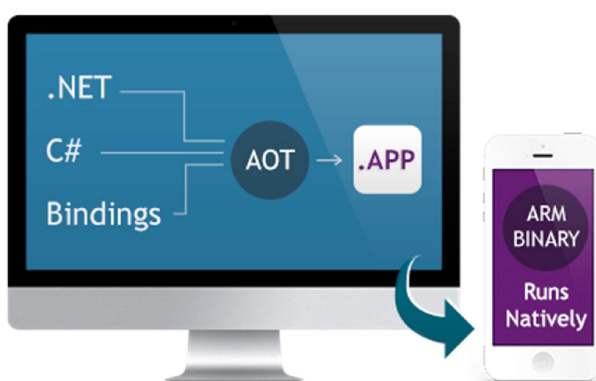 .NET
C#
Bindings
AOT
.APP
ARM
BINARY
Runs
Natively